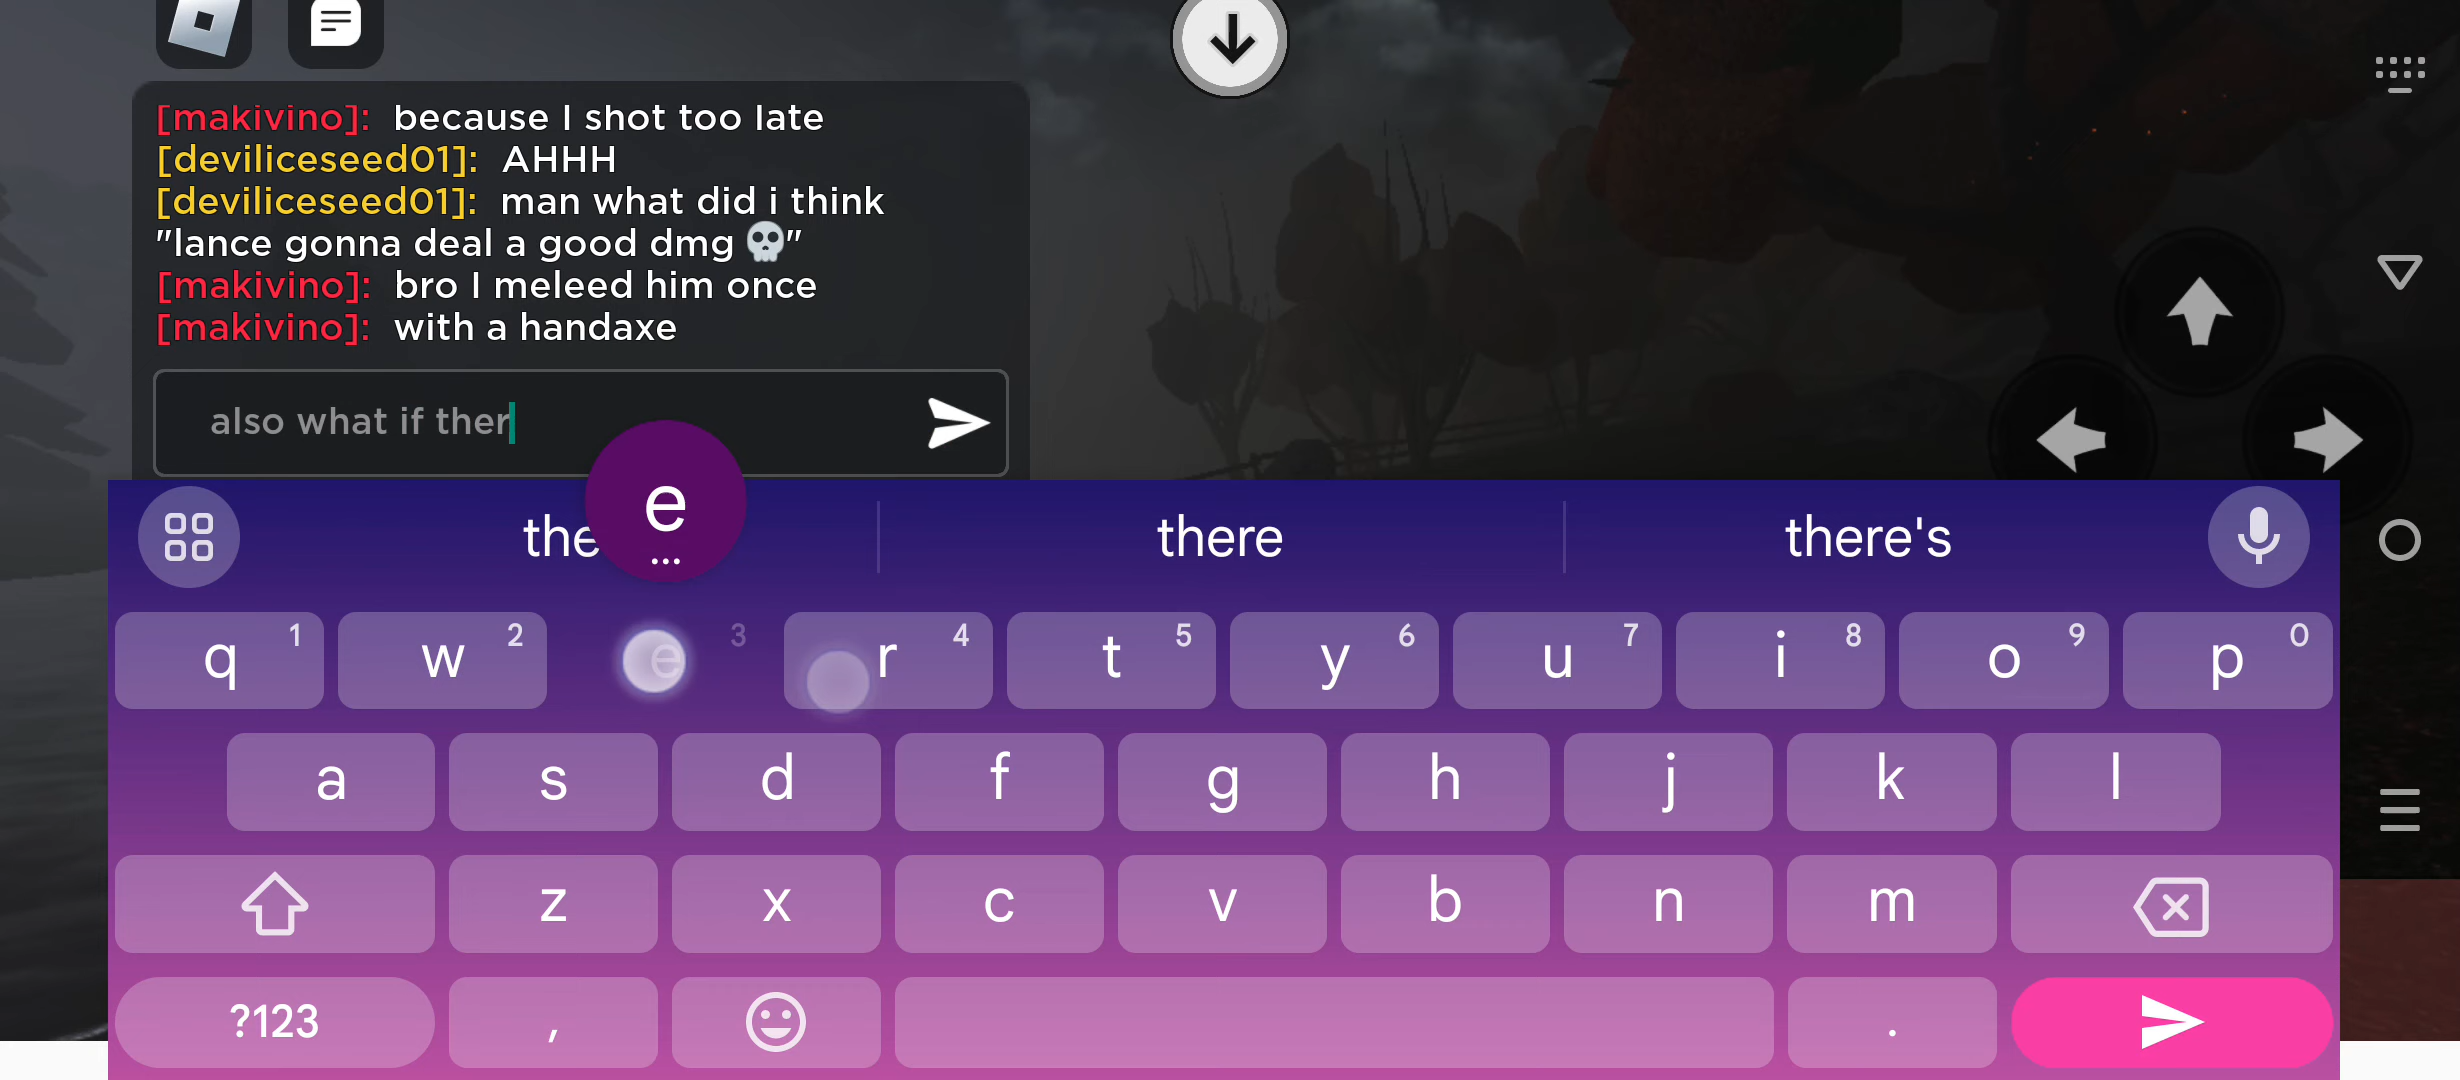 [makivino]: because I shot too late
[deviliceseed01]: AHHH
[deviliceseed01]: man what did i think
"lance gonna deal a good dmg 💀"
[makivino]: bro I meleed him once
[makivino]: with a handaxe
also what if ther
e
...
the there there's
q 1 w 2 e 3 r 4 t 5 y 6 u 7 i 8 o 9 p 0
a s d f g h j k l
z x c v b n m
?123 , .